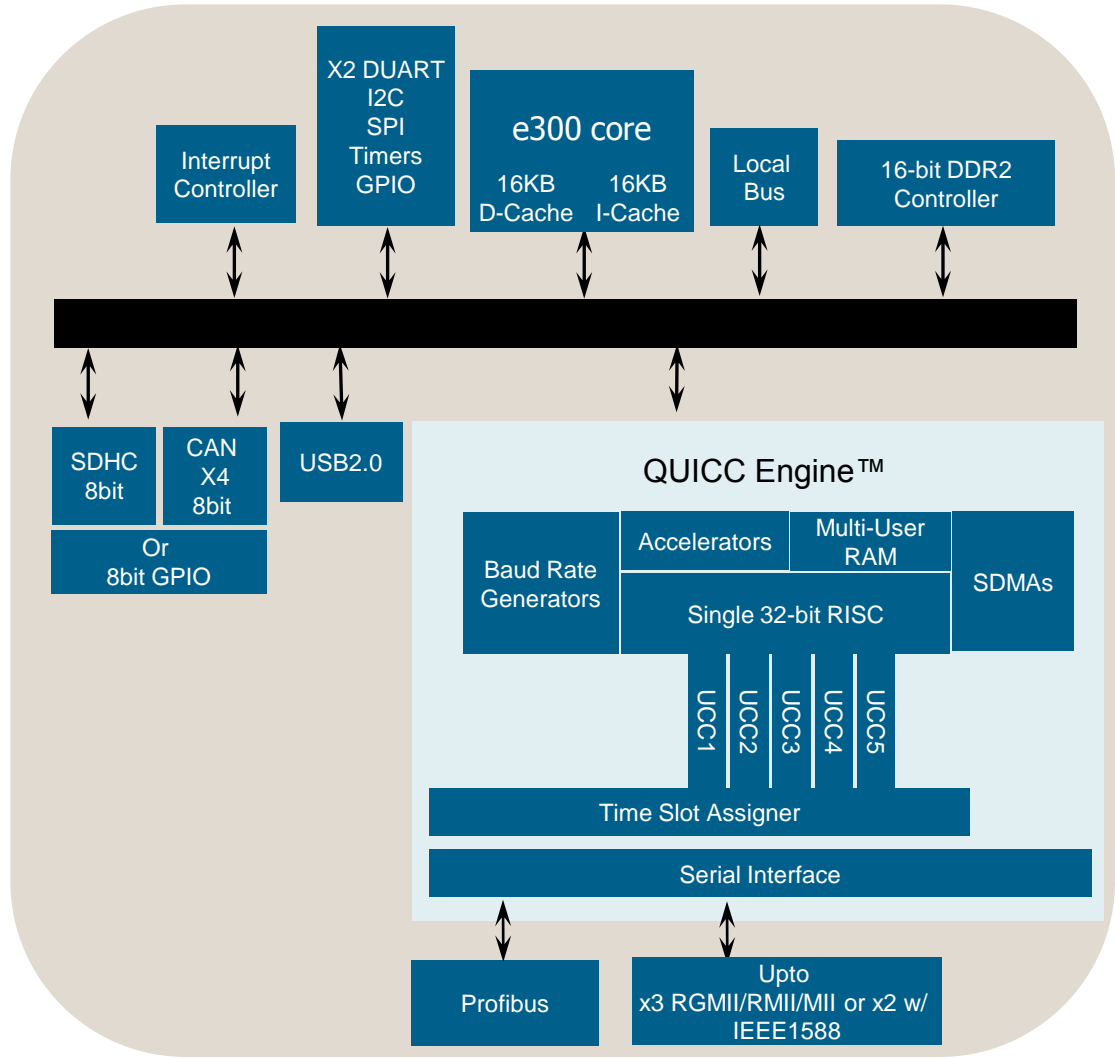 X2 DUART
I2C
SPI
Timers
GPIO
e300 core
16KB
D-Cache
16KB
I-Cache
Interrupt
Controller
Local
Bus
16-bit DDR2
Controller
SDHC
8bit
CAN
X4
8bit
USB2.0
Or
8bit GPIO
QUICC Engine™
Baud Rate
Generators
Accelerators
Multi-User
RAM
SDMAs
Single 32-bit RISC
UCC1
UCC2
UCC3
UCC4
UCC5
Time Slot Assigner
Serial Interface
Profibus
Upto
x3 RGMII/RMII/MII or x2 w/
IEEE1588